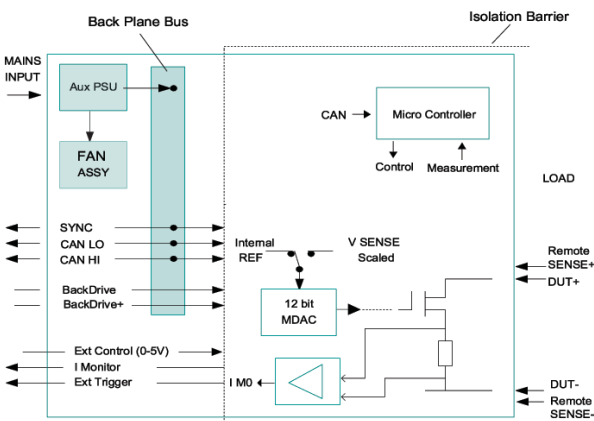 Isolation Barrier
Back Plane Bus
MAINS
INPUT
Aux PSU
FAN
ASSY
CAN
Micro Controller
Control
Measurement
LOAD
SYNC
CAN LO
CAN HI
Internal
REF
V SENSE
Scaled
Remote
SENSE+
DUT+
BackDrive
BackDrive+
12 bit
MDAC
Ext Control (0-5V)
I Monitor
Ext Trigger
I M0
DUT-
Remote
SENSE-